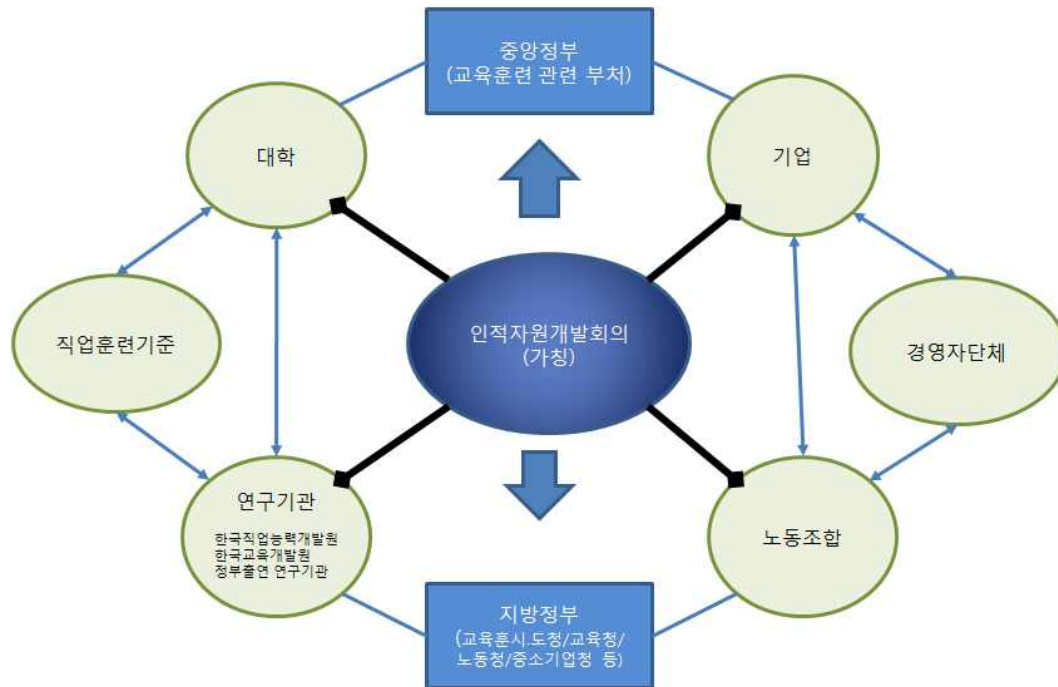 중앙정부
(교육훈련 관련 부처)
대학
기업
인적자원개발회의
(가칭)
직업훈련기준
경영자단체
연구기관
한국직업능력개발원
한국교육개발원
정부출연 연구기관
노동조합
지방정부
(교육훈시.도청/교육청/
노동청/중소기업청 등)